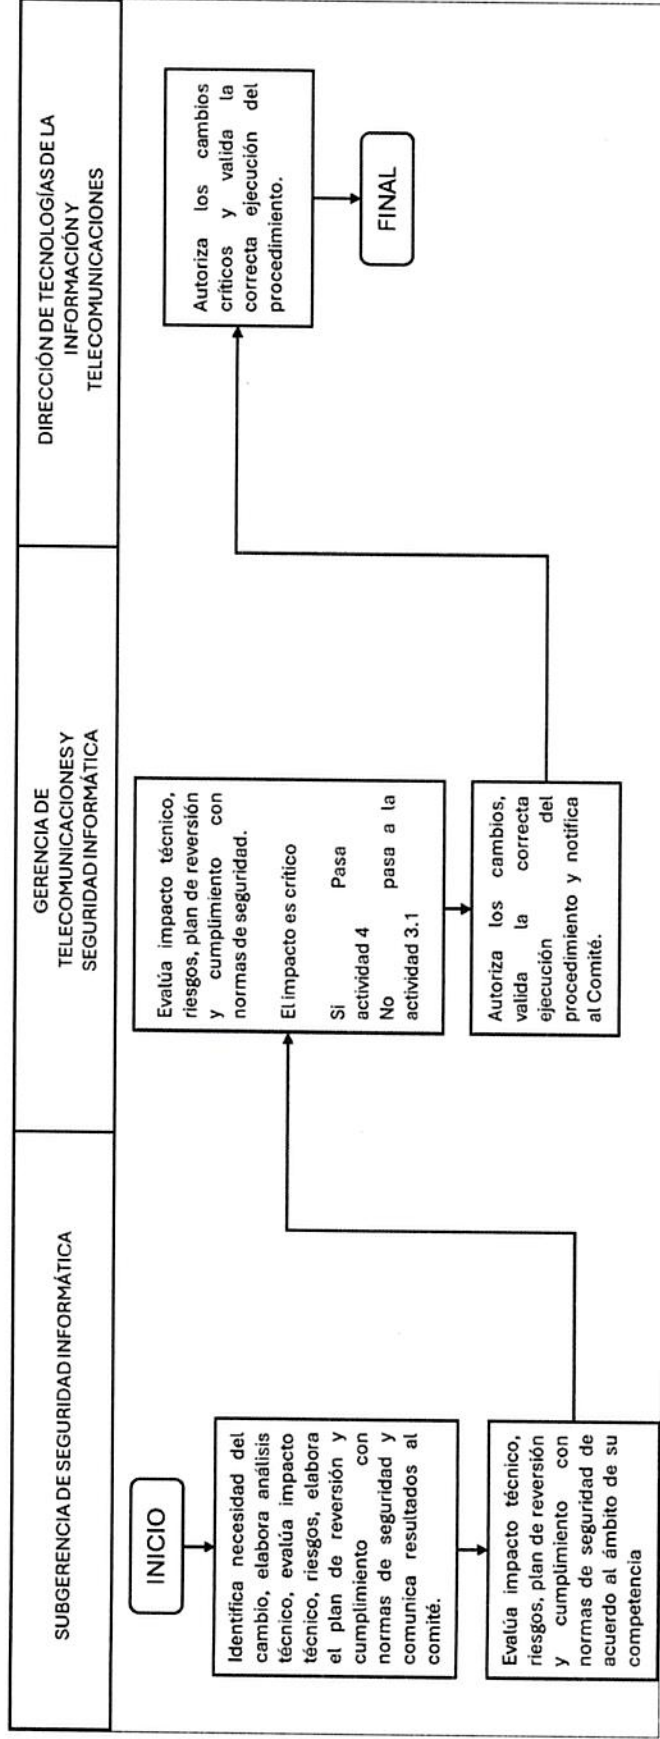 SUBGERENCIA DE SEGURIDAD INFORMÁTICA
GERENCIA DE
TELECOMUNICACIONES Y
SEGURIDAD INFORMÁTICA
DIRECCIÓN DE TECNOLOGÍAS DE LA
INFORMACIÓN Y
TELECOMUNICACIONES
INICIO
Identifica necesidad del
cambio, elabora análisis
técnico, evalúa impacto
técnico, riesgos, elabora
el plan de reversión y
cumplimiento con
normas de seguridad y
comunica resultados al
comité.
Evalúa impacto técnico,
riesgos, plan de reversión
y cumplimiento con
normas de seguridad de
acuerdo al ámbito de su
competencia
Evalúa impacto técnico,
riesgos, plan de reversión
y cumplimiento con
normas de seguridad.
El impacto es crítico
Si Pasa
actividad 4
No pasa a la
actividad 3.1
Autoriza los cambios,
valida la correcta
ejecución del
procedimiento y notifica
al Comité.
Autoriza los cambios
críticos y valida la
correcta ejecución del
procedimiento.
FINAL